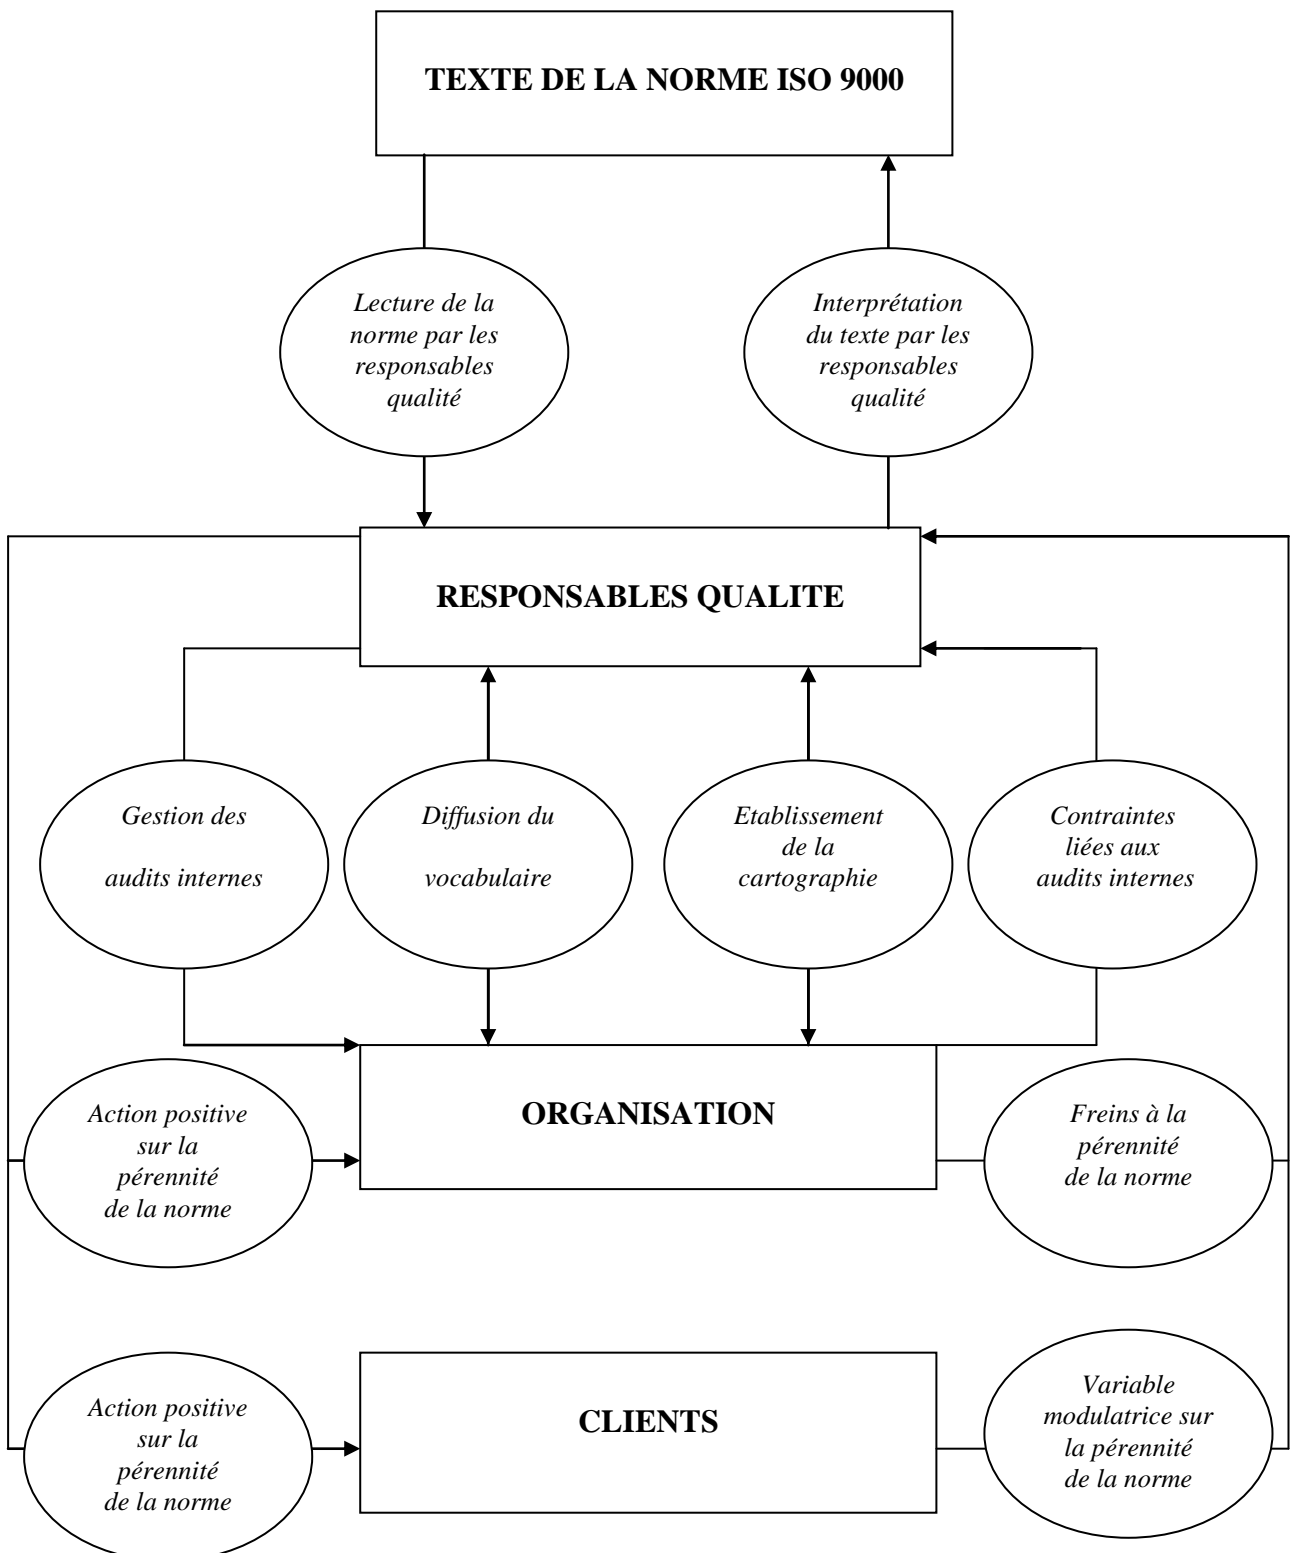 TEXTE DE LA NORME ISO 9000
Lecture de la
norme par les
responsables
qualité
Interprétation
du texte par les
responsables
qualité
RESPONSABLES QUALITE
Gestion des
audits internes
Diffusion du
vocabulaire
Etablissement
de la
cartographie
Contraintes
liées aux
audits internes
Action positive
sur la
pérennité
de la norme
ORGANISATION
Freins à la
pérennité
de la norme
Action positive
sur la
pérennité
de la norme
CLIENTS
Variable
modulatrice sur
la pérennité
de la norme